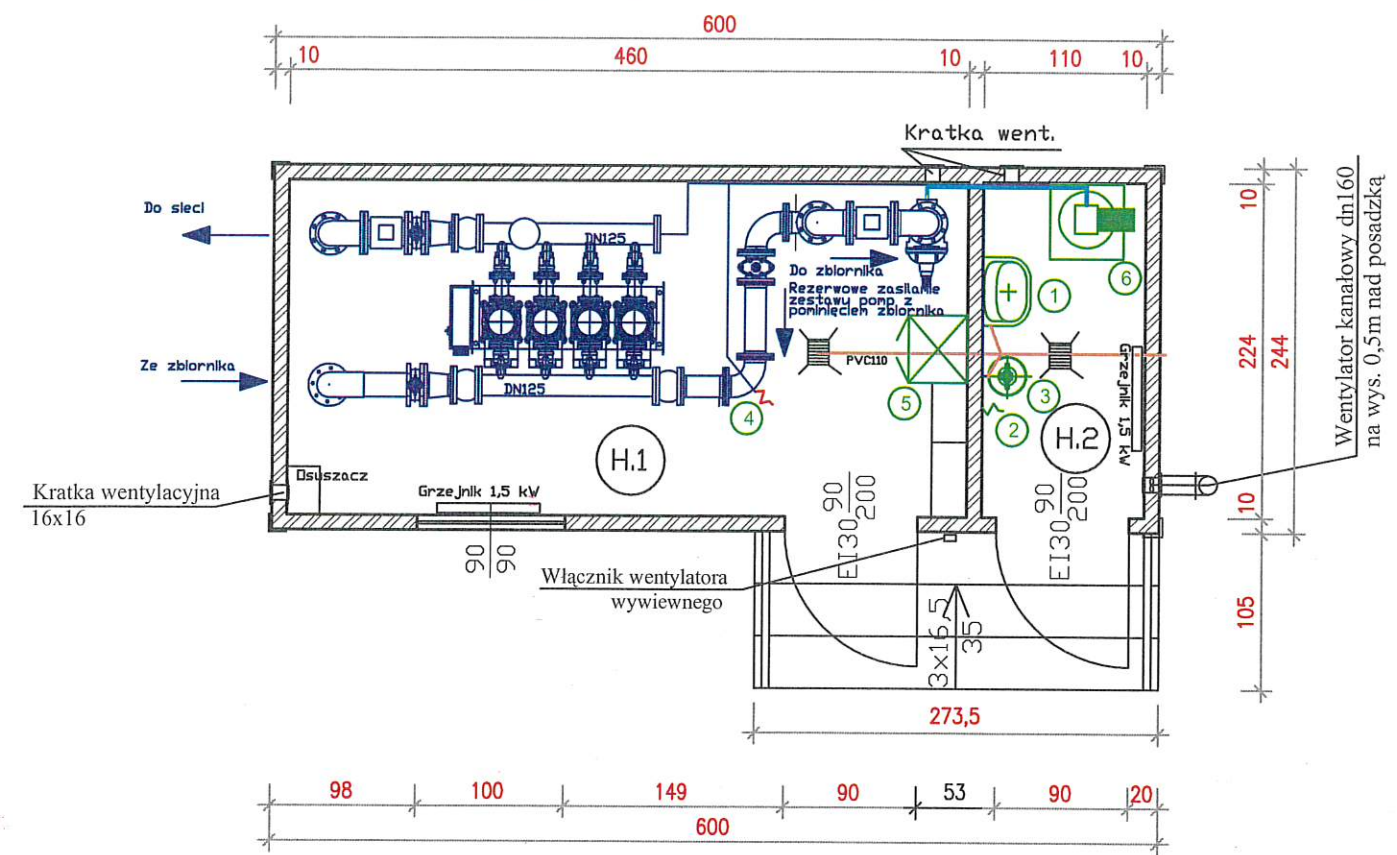 600
10 460 10 110 10
Kratka went.
Do sieci
DN125
Do zbiornika
Rezerwowe zasilanie
zestawu pomp z
pominięciem zbiornika
10
224
244
10
105
Wentylator kanałowy dn160
na wys. 0,5m nad posadzką
1
6
Ze zbiornika
PVC110
DN125
5
4
3
2
Grzejnik 1,5 kW
H.1
H.2
Osuszacz
Kratka wentylacyjna
16x16
Grzejnik 1,5 kW
90
90
EI30 90
200
EI30 90
200
Włącznik wentylatora
wywiewnego
3x16,5
35
273,5
98 100 149 90 53 90 20
600